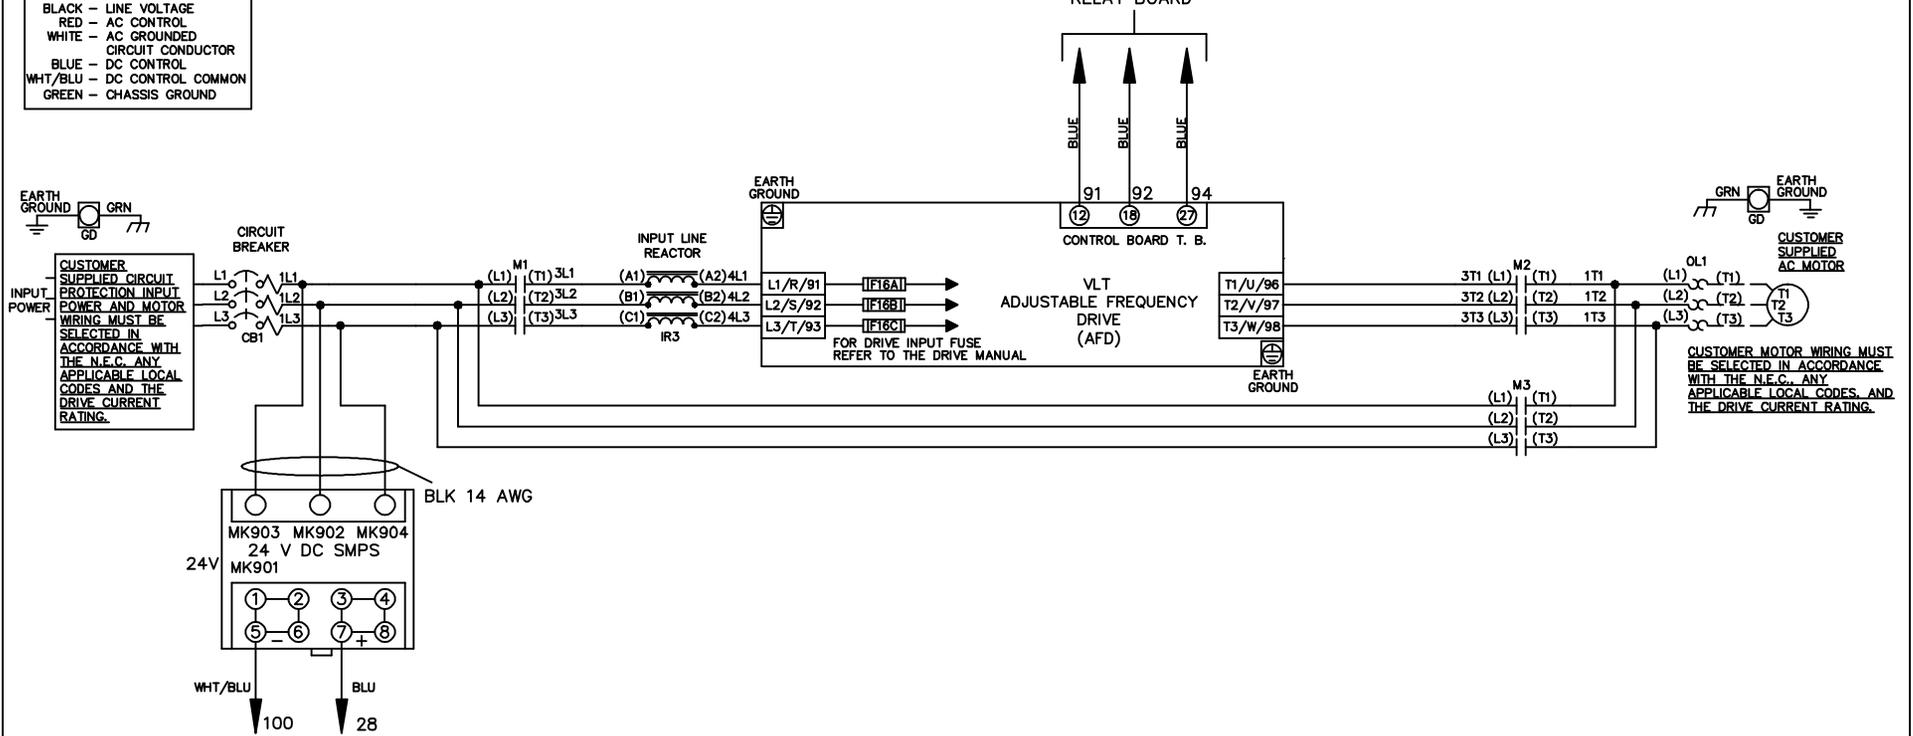 RELAY BOARD
BLACK – LINE VOLTAGE
RED – AC CONTROL
WHITE – AC GROUNDED
CIRCUIT CONDUCTOR
BLUE – DC CONTROL
WHT/BLU – DC CONTROL COMMON
GREEN – CHASSIS GROUND
BLUE
BLUE
BLUE
91
92
94
12
18
27
CONTROL BOARD T. B.
EARTH
GROUND
GRN
GD
CIRCUIT
BREAKER
INPUT
POWER
CUSTOMER
SUPPLIED CIRCUIT
PROTECTION INPUT
POWER AND MOTOR
WIRING MUST BE
SELECTED IN
ACCORDANCE WITH
THE N.E.C. ANY
APPLICABLE LOCAL
CODES AND THE
DRIVE CURRENT
RATING.
L1
1L1
L2
1L2
L3
1L3
CB1
M1
(L1) (T1) 3L1
(L2) (T2) 3L2
(L3) (T3) 3L3
INPUT LINE
REACTOR
(A1) (A2) 4L1
(B1) (B2) 4L2
(C1) (C2) 4L3
IR3
EARTH
GROUND
L1/R/91
L2/S/92
L3/T/93
F16A
F16B
F16C
FOR DRIVE INPUT FUSE
REFER TO THE DRIVE MANUAL
VLT
ADJUSTABLE FREQUENCY
DRIVE
(AFD)
T1/U/96
T2/V/97
T3/W/98
EARTH
GROUND
M2
3T1 (L1) (T1) 1T1
3T2 (L2) (T2) 1T2
3T3 (L3) (T3) 1T3
M3
(L1) (T1)
(L2) (T2)
(L3) (T3)
GRN
EARTH
GROUND
GD
CUSTOMER
SUPPLIED
AC MOTOR
OL1
(L1) (T1)
(L2) (T2)
(L3) (T3)
T1
T2
T3
CUSTOMER MOTOR WIRING MUST
BE SELECTED IN ACCORDANCE
WITH THE N.E.C., ANY
APPLICABLE LOCAL CODES, AND
THE DRIVE CURRENT RATING.
BLK 14 AWG
MK903 MK902 MK904
24 V DC SMPS
24V
MK901
1 2 3 4
5 – 6 7 + 8
WHT/BLU
BLU
100
28